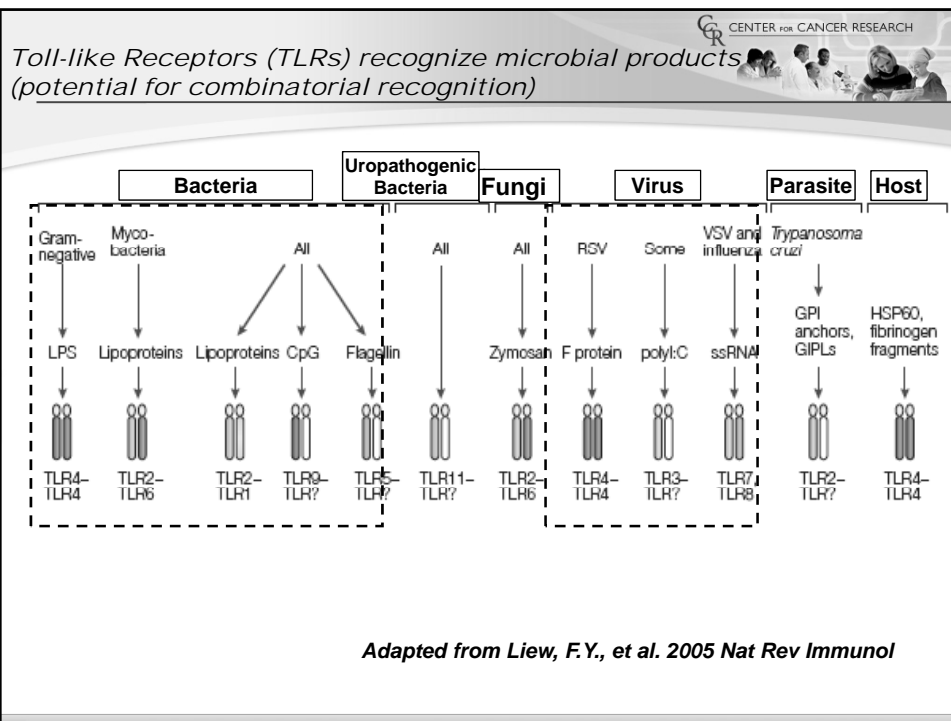 CCR CENTER FOR CANCER RESEARCH
Toll-like Receptors (TLRs) recognize microbial products
(potential for combinatorial recognition)
Bacteria
Uropathogenic
Bacteria
Fungi
Virus
Parasite
Host
Gram-
negative
Myco-
bacteria
All
All
All
RSV
Some
VSV and
influenza
Trypanosoma
cruzi
LPS
Lipoproteins
Lipoproteins
CpG
Flagellin
Zymosan
F protein
polyI:C
ssRNA
GPI
anchors,
GIPLs
HSP60,
fibrinogen
fragments
TLR4–
TLR4
TLR2–
TLR6
TLR2–
TLR1
TLR9–
TLR?
TLR5–
TLR?
TLR11–
TLR?
TLR2–
TLR6
TLR4–
TLR4
TLR3–
TLR?
TLR7,
TLR8
TLR2–
TLR?
TLR4–
TLR4
Adapted from Liew, F.Y., et al. 2005 Nat Rev Immunol